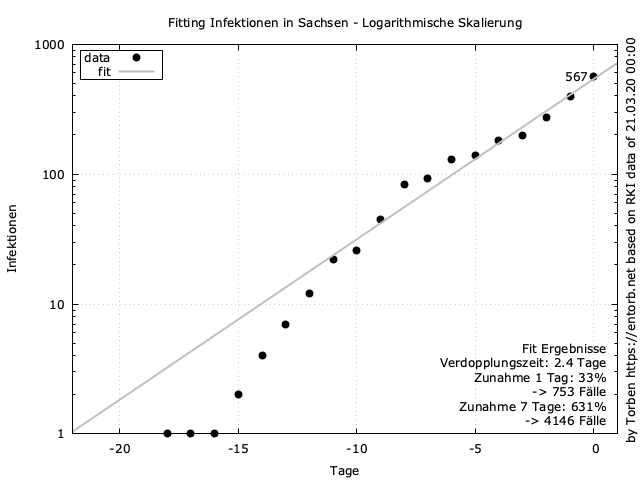 Fitting Infektionen in Sachsen - Logarithmische Skalierung
1000
100
10
1
Infektionen
data
fit
567
Fit Ergebnisse
Verdopplungszeit: 2.4 Tage
Zunahme 1 Tag: 33%
-> 753 Fälle
Zunahme 7 Tage: 631%
-> 4146 Fälle
-20 -15 -10 -5 0
Tage
by Torben https://entorb.net based on RKI data of 21.03.20 00:00